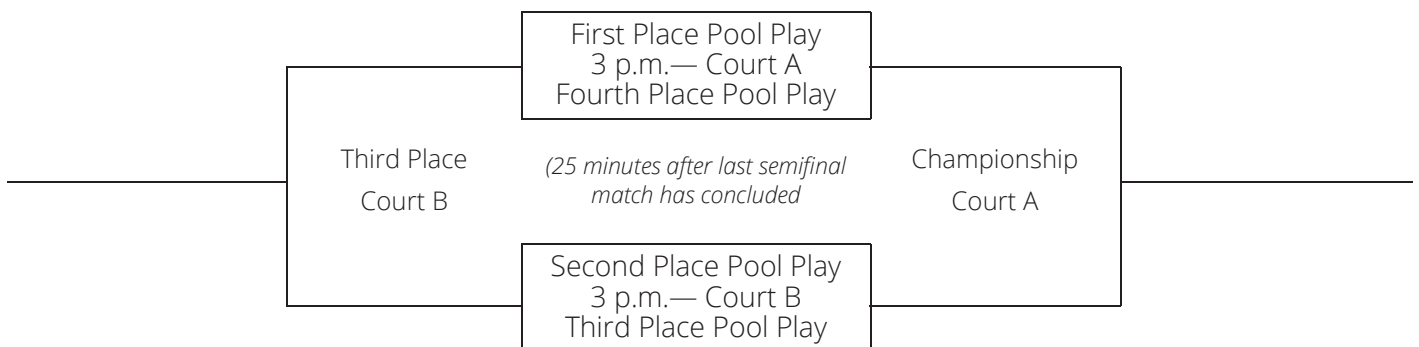 First Place Pool Play
3 p.m.— Court A
Fourth Place Pool Play
Third Place
Court B
(25 minutes after last semifinal
match has concluded
Championship
Court A
Second Place Pool Play
3 p.m.— Court B
Third Place Pool Play